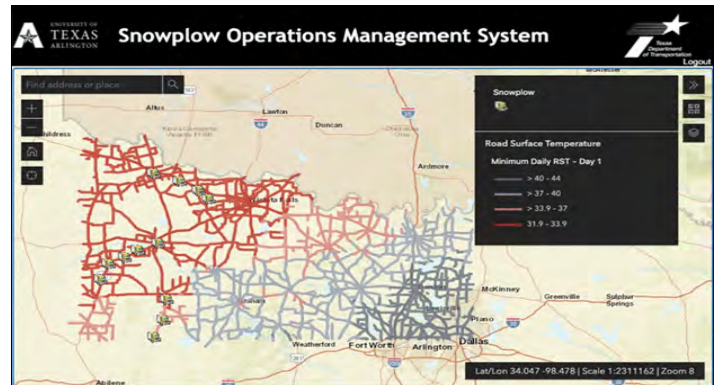 UNIVERSITY OF
TEXAS
ARLINGTON
Snowplow Operations Management System
Texas
Department
of Transportation
Logout
Find address or place
Altus
Lawton
Duncan
Ardmore
Snowplow
Road Surface Temperature
Minimum Daily RST - Day 1
> 40 - 44
> 37 - 40
> 33.9 - 37
31.9 - 33.9
McKinney
Greenville
Sulphur
Springs
Plano
Weatherford
Fort Worth
Arlington
Dallas
Abilene
Lat/Lon 34.047 -98.478 | Scale 1:2311162 | Zoom 8